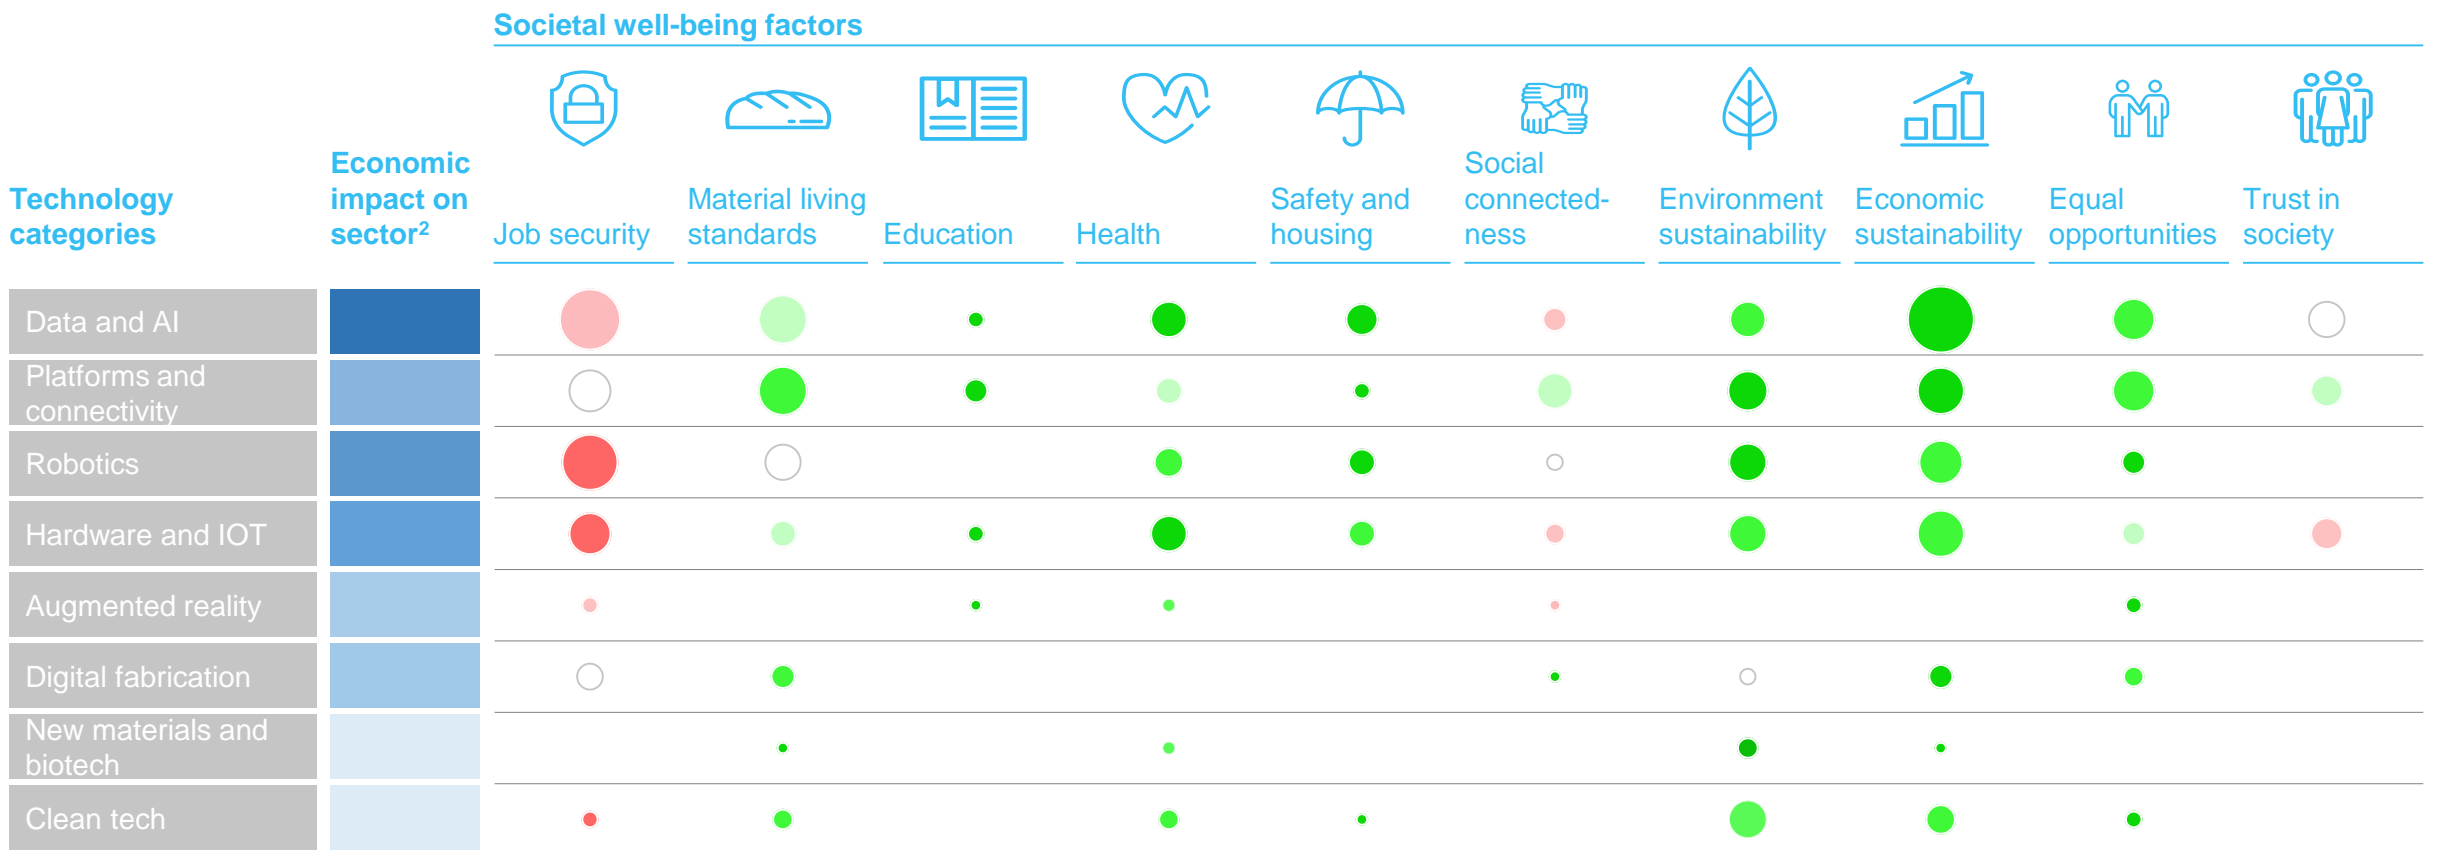 Societal well-being factors
Technology
categories
Economic
impact on
sector²
Job security
Material living
standards
Education
Health
Safety and
housing
Social
connected-
ness
Environment
sustainability
Economic
sustainability
Equal
opportunities
Trust in
society
Data and AI
Platforms and
connectivity
Robotics
Hardware and IOT
Augmented reality
Digital fabrication
New materials and
biotech
Clean tech